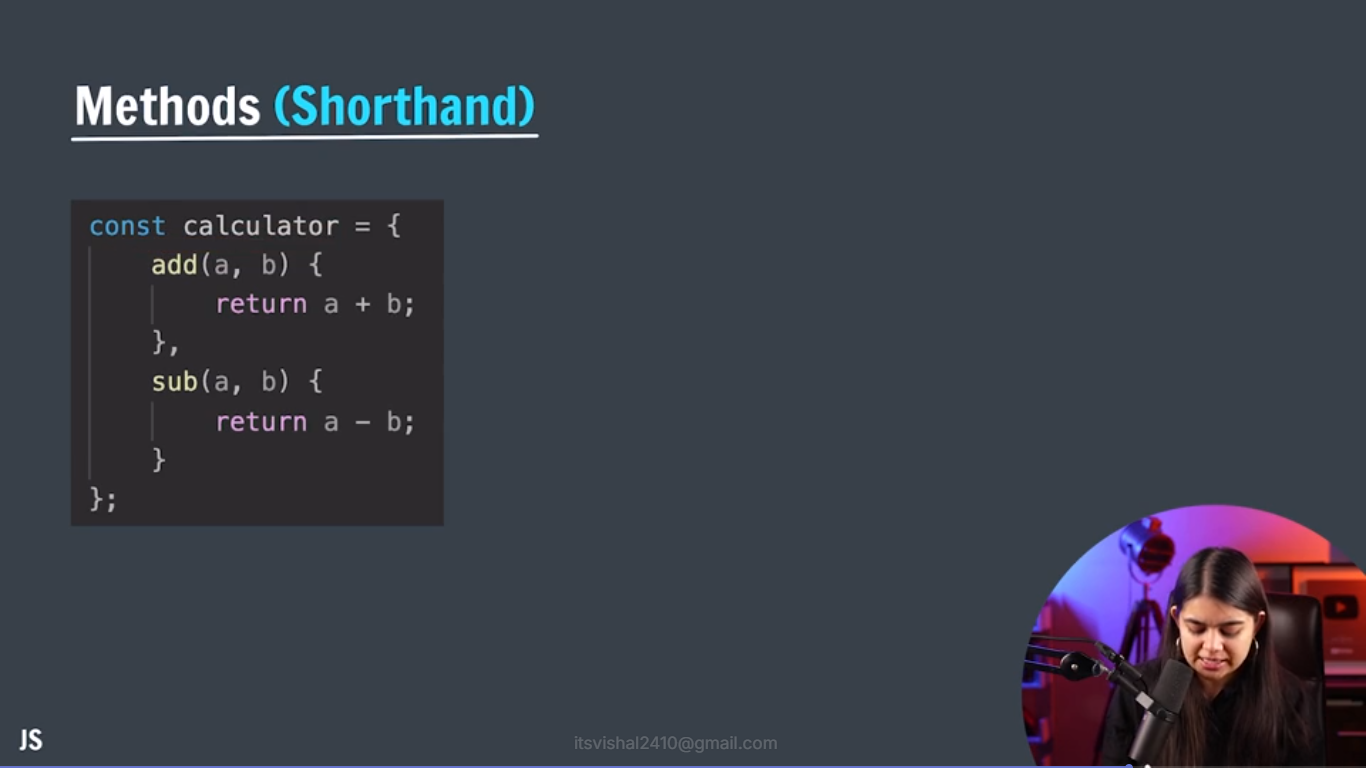 Methods (Shorthand)
const calculator = {
add(a, b) {
return a + b;
},
sub(a, b) {
return a - b;
}
};
JS
itsvishal2410@gmail.com